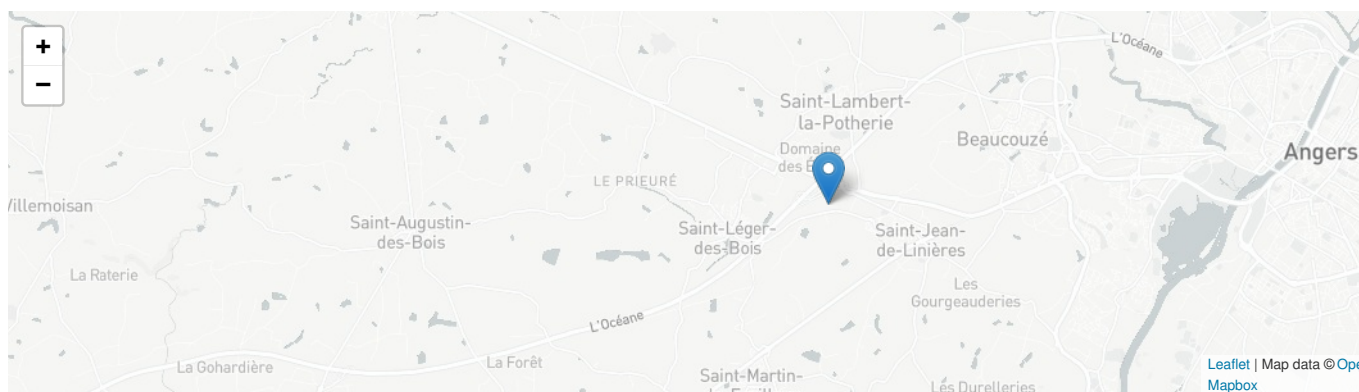 +
−
L'Océane
Saint-Lambert-
la-Potherie
Beaucouzé
Domaine
des
Angers
LE PRIEURÉ
Villemoisan
Saint-Augustin-
des-Bois
Saint-Léger-
des-Bois
Saint-Jean-
de-Linières
La Raterie
Les
Gourgeauderies
L'Océane
La Gohardière
La Forêt
Saint-Martin-
Les Durelleries
Leaflet | Map data © Ope
Mapbox